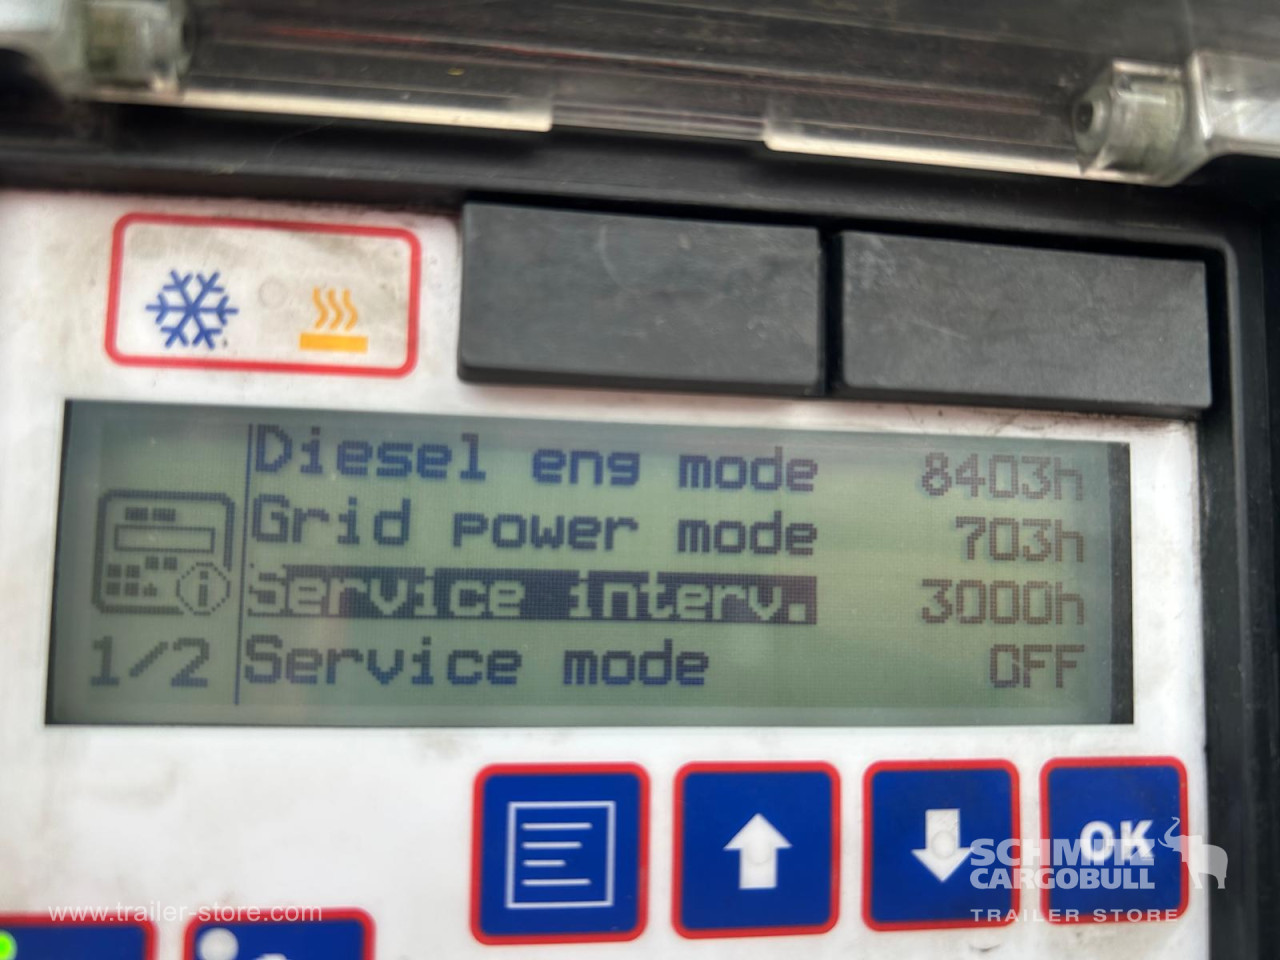 Diesel eng mode 8403h
Grid power mode 703h
Service interv. 3000h
1/2 Service mode OFF
OK
SCHMITZ
CARGOBULL
TRAILER STORE
www.trailer-store.com